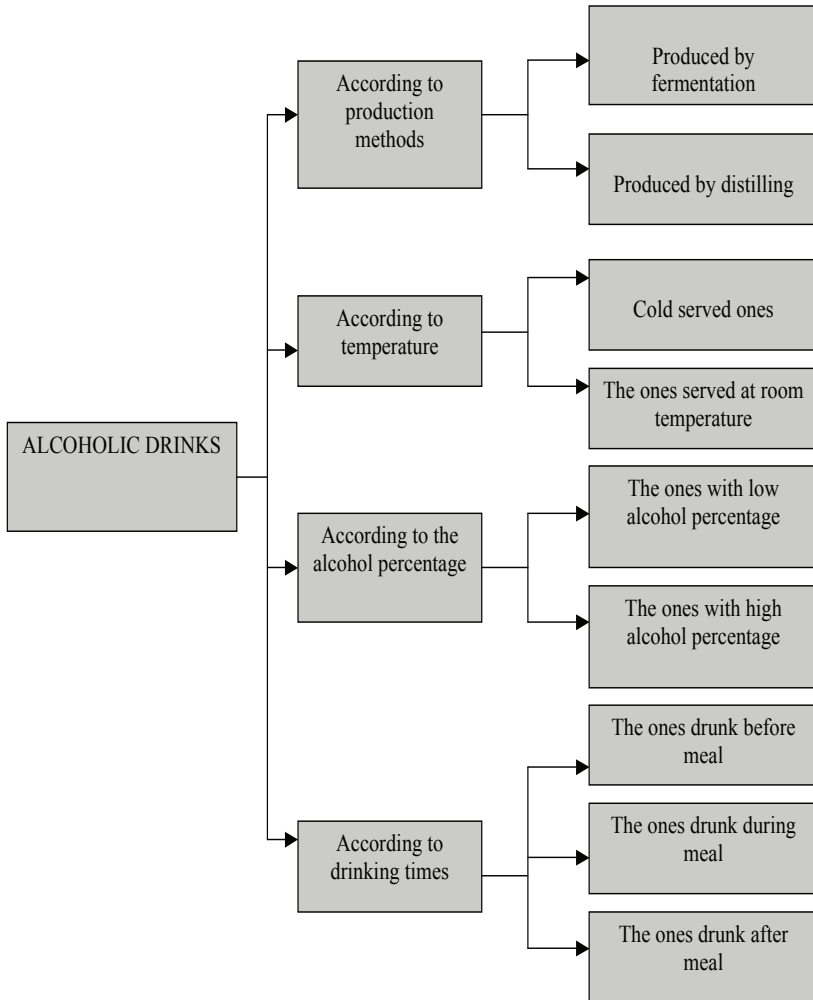 ALCOHOLIC DRINKS
According to
production
methods
Produced by
fermentation
Produced by distilling
According to
temperature
Cold served ones
The ones served at room
temperature
According to the
alcohol percentage
The ones with low
alcohol percentage
The ones with high
alcohol percentage
According to
drinking times
The ones drunk before
meal
The ones drunk during
meal
The ones drunk after
meal